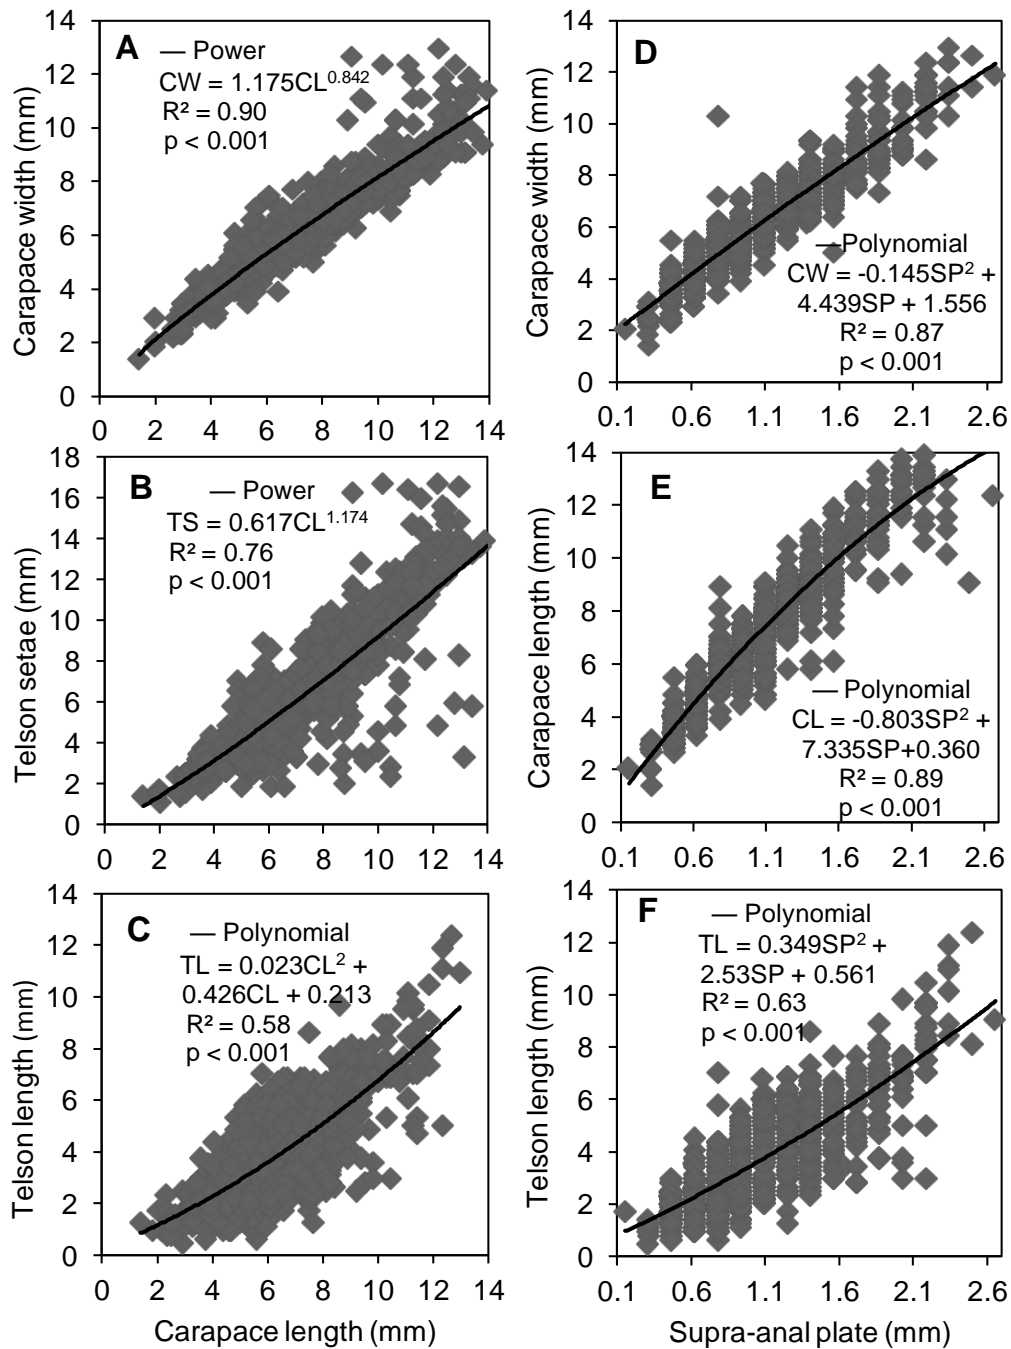 A
— Power
CW = 1.175CL^0.842
R² = 0.90
p < 0.001
Carapace width (mm)
14
12
10
8
6
4
2
0
0 2 4 6 8 10 12 14
D
—Polynomial
CW = -0.145SP² +
4.439SP + 1.556
R² = 0.87
p < 0.001
Carapace width (mm)
14
12
10
8
6
4
2
0
0.1 0.6 1.1 1.6 2.1 2.6
B
— Power
TS = 0.617CL^1.174
R² = 0.76
p < 0.001
Telson setae (mm)
18
16
14
12
10
8
6
4
2
0
0 2 4 6 8 10 12 14
E
— Polynomial
CL = -0.803SP² +
7.335SP+0.360
R² = 0.89
p < 0.001
Carapace length (mm)
14
12
10
8
6
4
2
0
0.1 0.6 1.1 1.6 2.1 2.6
C
— Polynomial
TL = 0.023CL² +
0.426CL + 0.213
R² = 0.58
p < 0.001
Telson length (mm)
14
12
10
8
6
4
2
0
0 2 4 6 8 10 12 14
Carapace length (mm)
F
— Polynomial
TL = 0.349SP² +
2.53SP + 0.561
R² = 0.63
p < 0.001
Telson length (mm)
14
12
10
8
6
4
2
0
0.1 0.6 1.1 1.6 2.1 2.6
Supra-anal plate (mm)